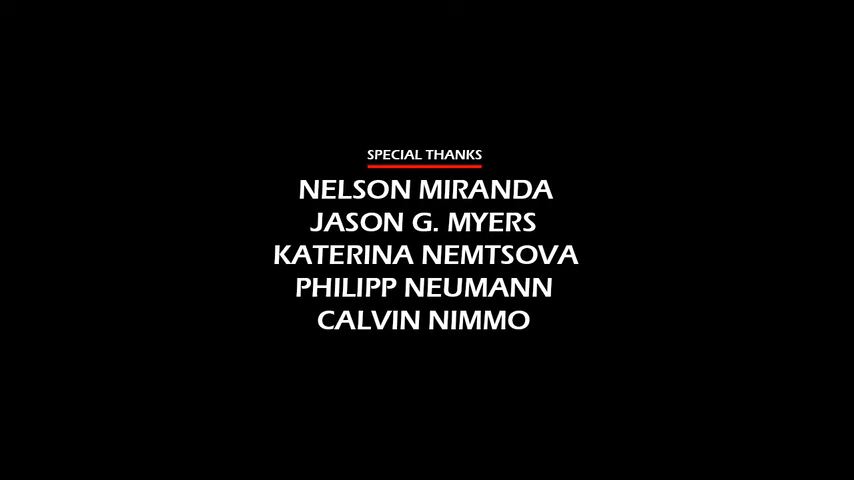 SPECIAL THANKS
NELSON MIRANDA
JASON G. MYERS
KATERINA NEMTSOVA
PHILIPP NEUMANN
CALVIN NIMMO